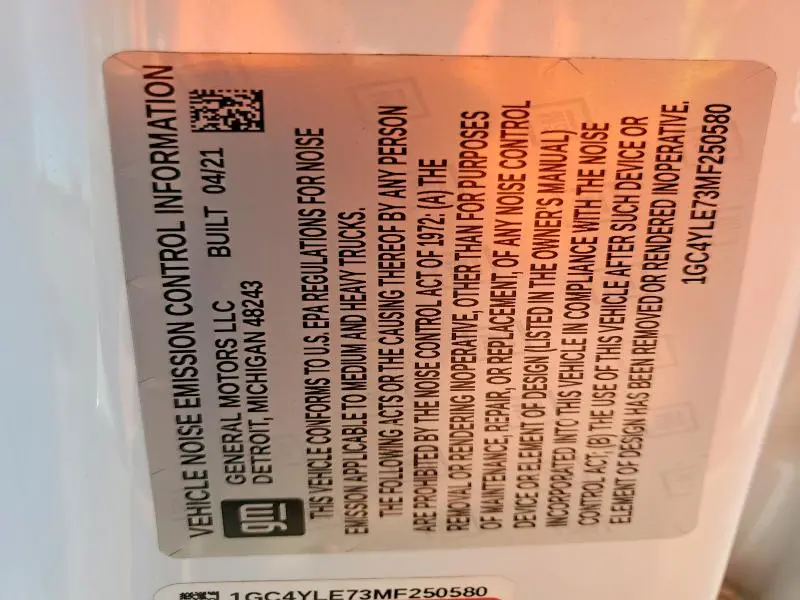 VEHICLE NOISE EMISSION CONTROL INFORMATION
gm
GENERAL MOTORS LLC BUILT 04/21
DETROIT, MICHIGAN 48243
THIS VEHICLE CONFORMS TO U.S. EPA REGULATIONS FOR NOISE
EMISSION APPLICABLE TO MEDIUM AND HEAVY TRUCKS.
THE FOLLOWING ACTS OR THE CAUSING THEREOF BY ANY PERSON
ARE PROHIBITED BY THE NOISE CONTROL ACT OF 1972: (A) THE
REMOVAL OR RENDERING INOPERATIVE, OTHER THAN FOR PURPOSES
OF MAINTENANCE, REPAIR, OR REPLACEMENT, OF ANY NOISE CONTROL
DEVICE OR ELEMENT OF DESIGN (LISTED IN THE OWNER'S MANUAL)
INCORPORATED INTO THIS VEHICLE IN COMPLIANCE WITH THE NOISE
CONTROL ACT, (B) THE USE OF THIS VEHICLE AFTER SUCH DEVICE OR
ELEMENT OF DESIGN HAS BEEN REMOVED OR RENDERED INOPERATIVE.
1GC4YLE73MF250580
1GC4YLE73MF250580